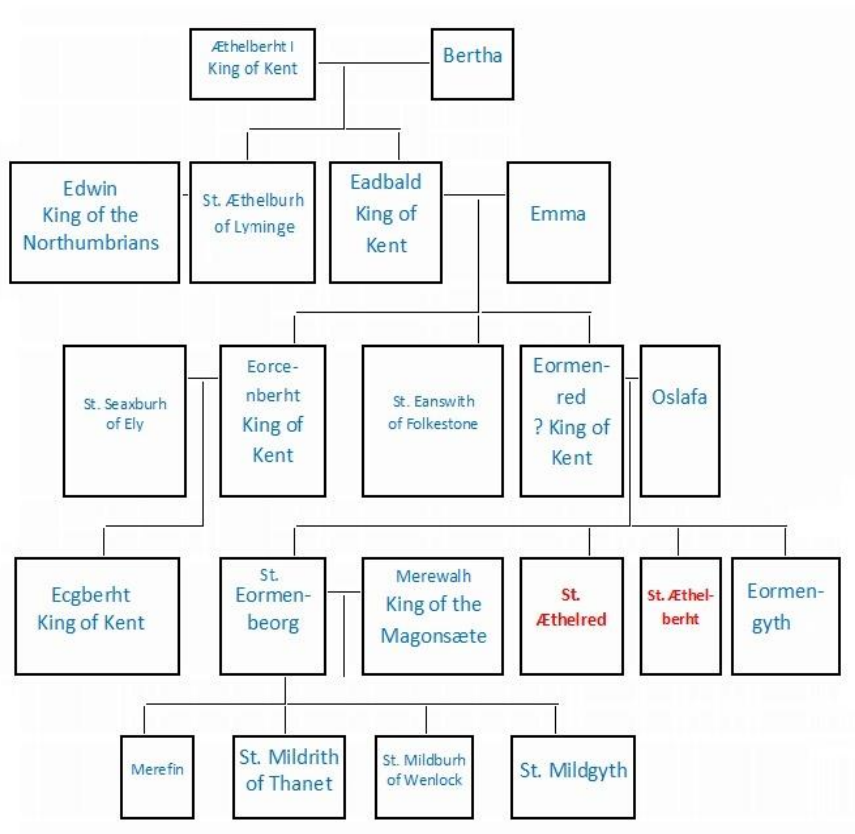 Æthelberht I
King of Kent
Bertha
Edwin
King of the
Northumbrians
St. Æthelburh
of Lyminge
Eadbald
King of
Kent
Emma
St. Seaxburh
of Ely
Eorce-
nberht
King of
Kent
St. Eanswith
of Folkestone
Eormen-
red
? King of
Kent
Oslafa
Ecgberht
King of Kent
St.
Eormen-
beorg
Merewalh
King of the
Magonsæte
St.
Æthelred
St. Æthel-
berht
Eormen-
gyth
Merefin
St. Mildrith
of Thanet
St. Mildburh
of Wenlock
St. Mildgyth